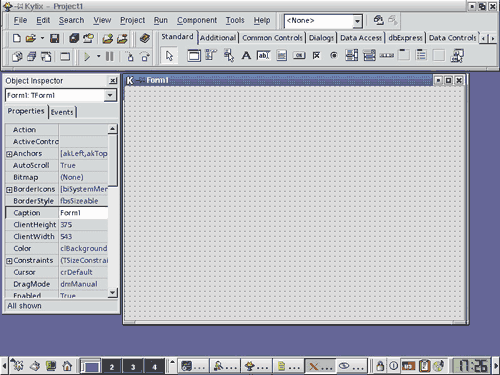 Kylix - Project1
File Edit Search View Project Run Component Tools Help <None>
Standard Additional Common Controls Dialogs Data Access dbExpress Data Controls
Object Inspector
Form1: TForm1
Properties Events
Action
ActiveContro
Anchors [akLeft,akTop
AutoScroll True
Bitmap (None)
BorderIcons [biSystemMen
BorderStyle fbsSizeable
Caption Form1
ClientHeight 375
ClientWidth 543
Color clBackground
Constraints (TSizeConstrai
Cursor crDefault
DragMode dmManual
Enabled True
All shown
Form1
2 3 4
17:26